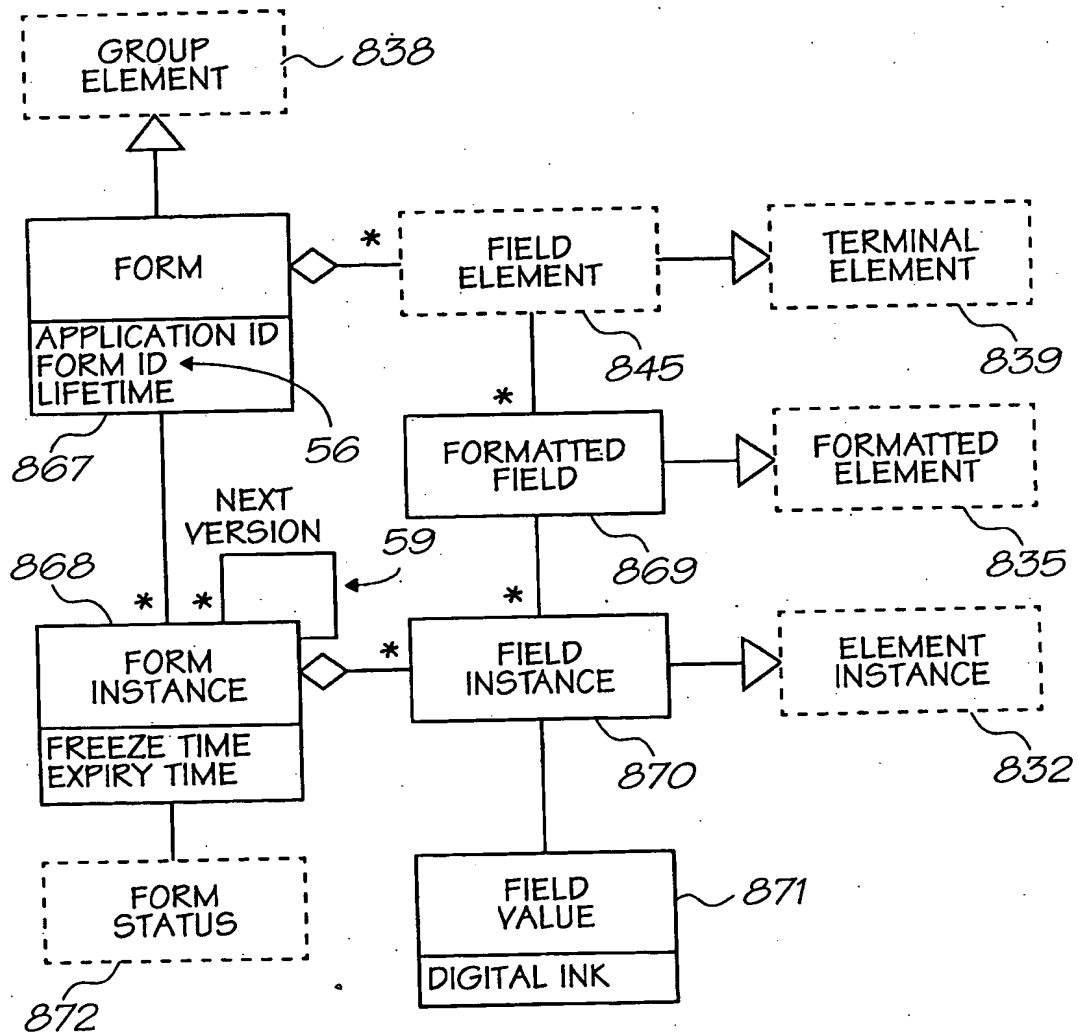 GROUP
ELEMENT
838
FORM
*
FIELD
ELEMENT
TERMINAL
ELEMENT
APPLICATION ID
FORM ID
LIFETIME
845
839
867
56
*
FORMATTED
FIELD
FORMATTED
ELEMENT
NEXT
VERSION
59
869
835
868
*
*
*
*
FORM
INSTANCE
FIELD
INSTANCE
ELEMENT
INSTANCE
FREEZE TIME
EXPIRY TIME
870
832
FORM
STATUS
FIELD
VALUE
871
DIGITAL INK
872